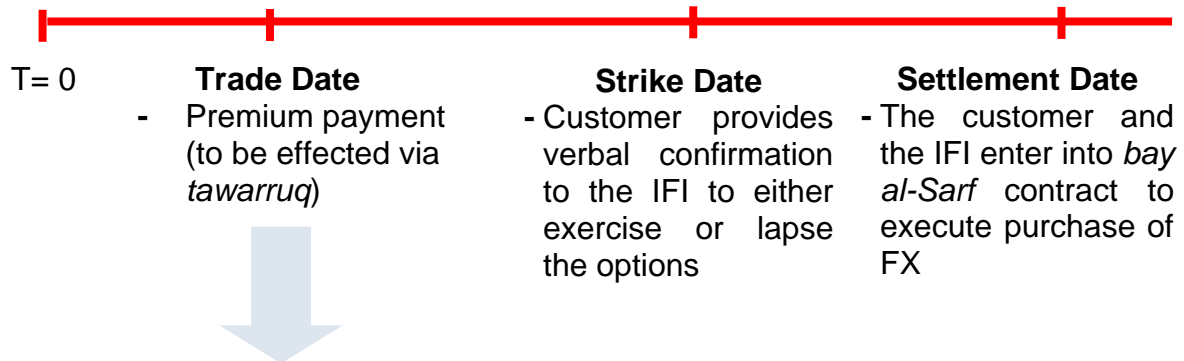 T= 0
Trade Date
- Premium payment
(to be effected via
tawarruq)
Strike Date
- Customer provides
verbal confirmation
to the IFI to either
exercise or lapse
the options
Settlement Date
- The customer and
the IFI enter into bay
al-Sarf contract to
execute purchase of
FX